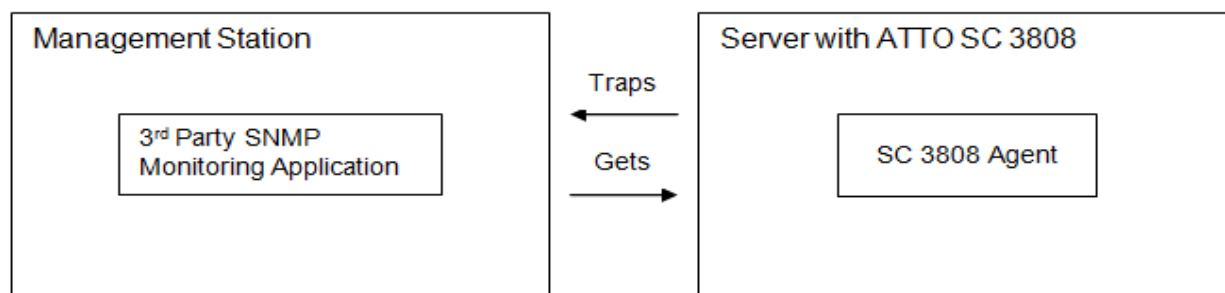 Management Station
3rd Party SNMP
Monitoring Application
Traps
Gets
Server with ATTO SC 3808
SC 3808 Agent